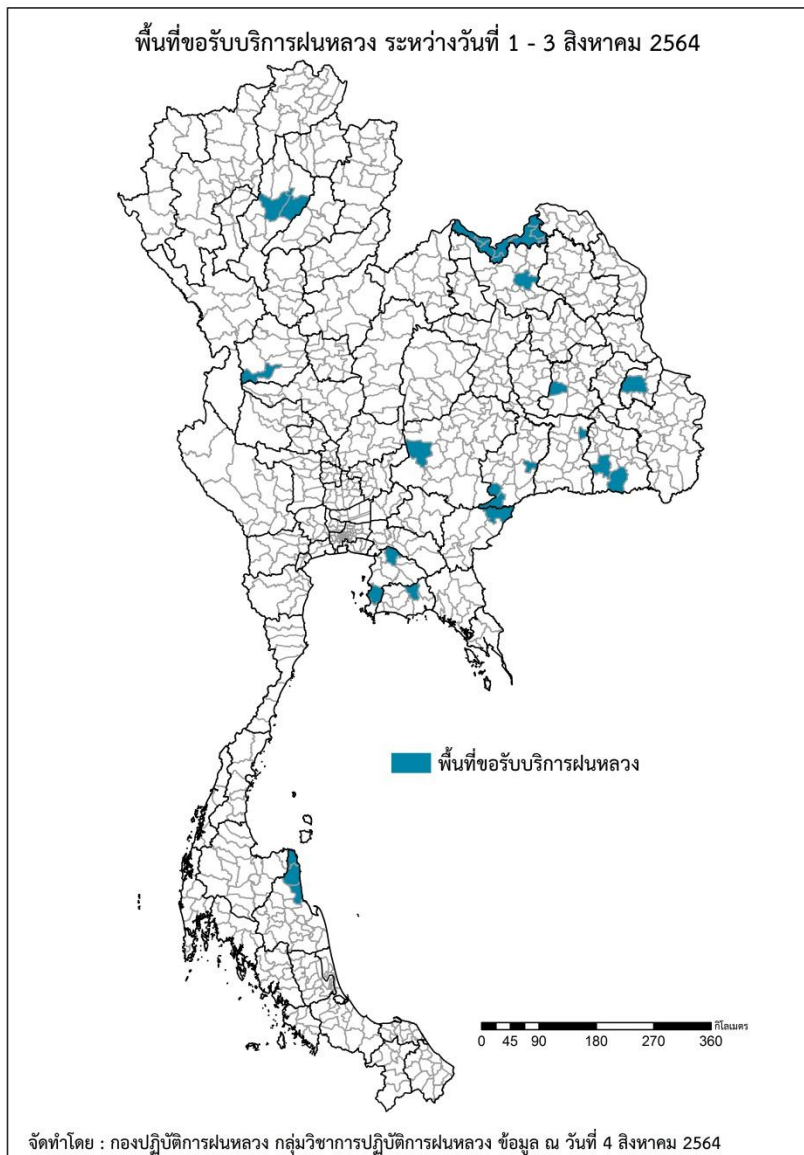 พื้นที่ขอรับบริการฝนหลวง ระหว่างวันที่ 1 - 3 สิงหาคม 2564
พื้นที่ขอรับบริการฝนหลวง
กิโลเมตร
0 45 90 180 270 360
จัดทำโดย : กองปฏิบัติการฝนหลวง กลุ่มวิชาการปฏิบัติการฝนหลวง ข้อมูล ณ วันที่ 4 สิงหาคม 2564